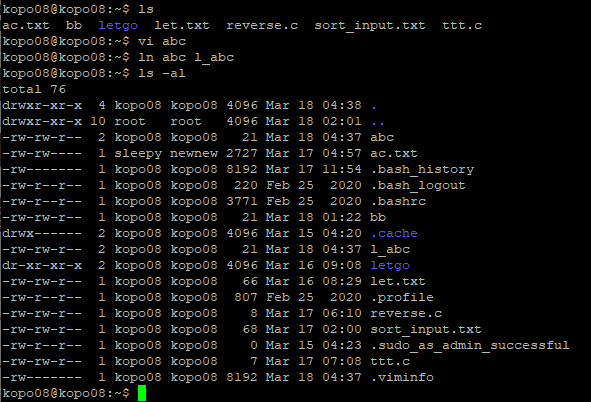 kopo08@kopo08:~$ ls
ac.txt  bb  letgo  let.txt  reverse.c  sort_input.txt  ttt.c
kopo08@kopo08:~$ vi abc
kopo08@kopo08:~$ ln abc l_abc
kopo08@kopo08:~$ ls -al
total 76
drwxr-xr-x  4 kopo08 kopo08 4096 Mar 18 04:38 .
drwxr-xr-x 10 root   root   4096 Mar 18 02:01 ..
-rw-rw-r--  2 kopo08 kopo08   21 Mar 18 04:37 abc
-rw-rw----  1 sleepy newnew 2727 Mar 17 04:57 ac.txt
-rw-------  1 kopo08 kopo08 8192 Mar 17 11:54 .bash_history
-rw-r--r--  1 kopo08 kopo08  220 Feb 25  2020 .bash_logout
-rw-r--r--  1 kopo08 kopo08 3771 Feb 25  2020 .bashrc
-rw-rw-r--  1 kopo08 kopo08   21 Mar 18 01:22 bb
drwx------  2 kopo08 kopo08 4096 Mar 15 04:20 .cache
-rw-rw-r--  2 kopo08 kopo08   21 Mar 18 04:37 l_abc
dr-xr-xr-x  2 kopo08 kopo08 4096 Mar 16 09:08 letgo
-rw-rw-r--  1 kopo08 kopo08   66 Mar 16 08:29 let.txt
-rw-r--r--  1 kopo08 kopo08  807 Feb 25  2020 .profile
-rw-rw-r--  1 kopo08 kopo08    8 Mar 17 06:10 reverse.c
-rw-rw-r--  1 kopo08 kopo08   68 Mar 17 02:00 sort_input.txt
-rw-r--r--  1 kopo08 kopo08    0 Mar 15 04:23 .sudo_as_admin_successful
-rw-rw-r--  1 kopo08 kopo08    7 Mar 17 07:08 ttt.c
-rw-------  1 kopo08 kopo08 8192 Mar 18 04:37 .viminfo
kopo08@kopo08:~$